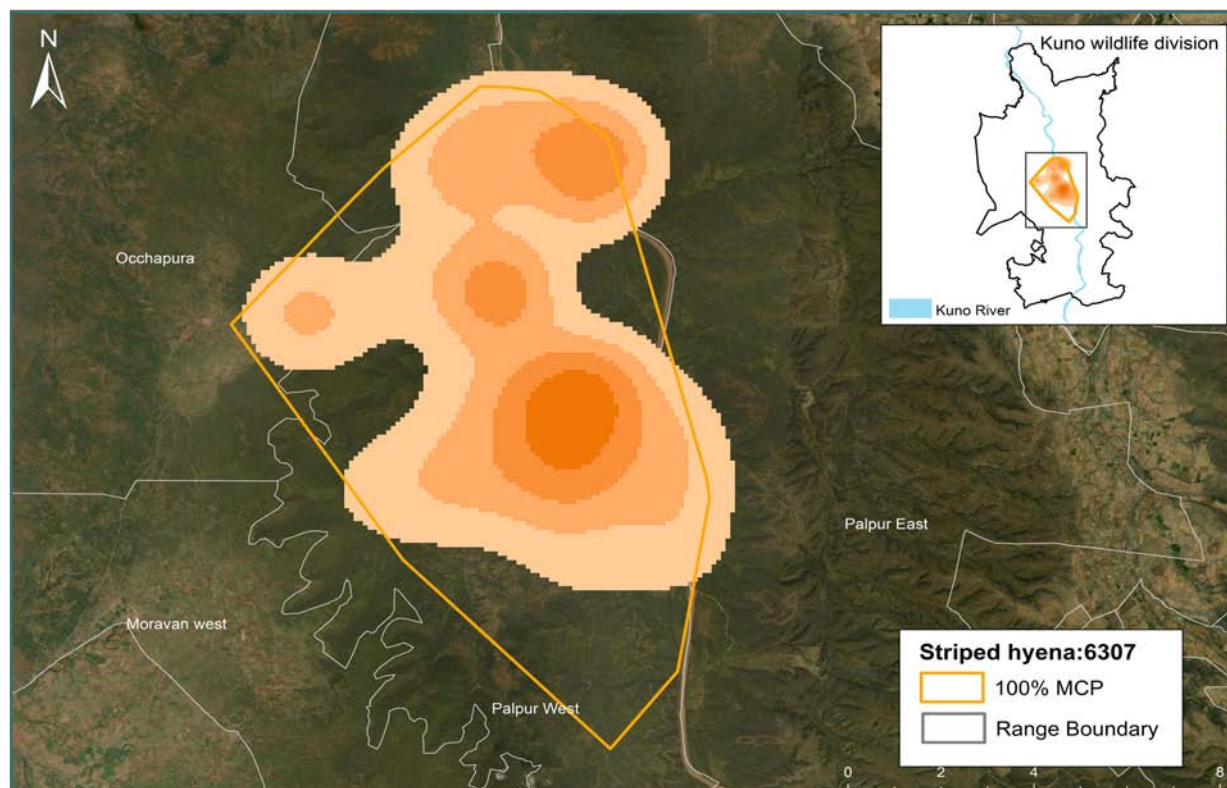 N
Kuno wildlife division
Kuno River
Occhapura
Palpur East
Moravan west
Palpur West
Striped hyena:6307
100% MCP
Range Boundary
0 2 4 6 8